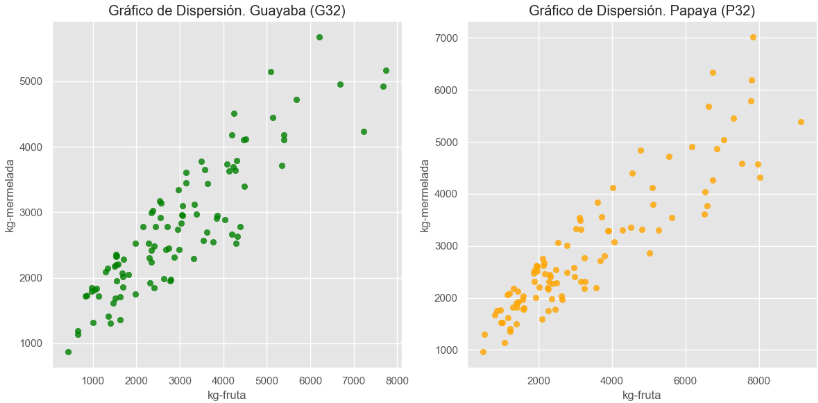 Gráfico de Dispersión. Guayaba (G32)
kg-mermelada
5000
4000
3000
2000
1000
1000 2000 3000 4000 5000 6000 7000 8000
kg-fruta
Gráfico de Dispersión. Papaya (P32)
kg-mermelada
7000
6000
5000
4000
3000
2000
1000
2000 4000 6000 8000
kg-fruta